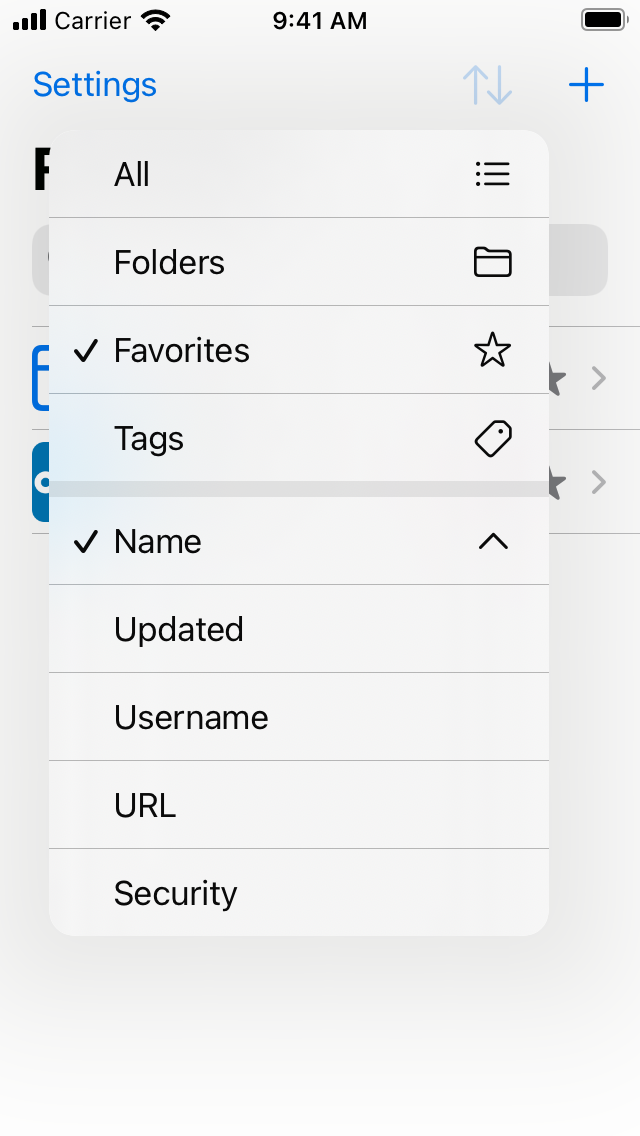 Carrier
9:41 AM
Settings
All
Folders
Favorites
Tags
Name
Updated
Username
URL
Security